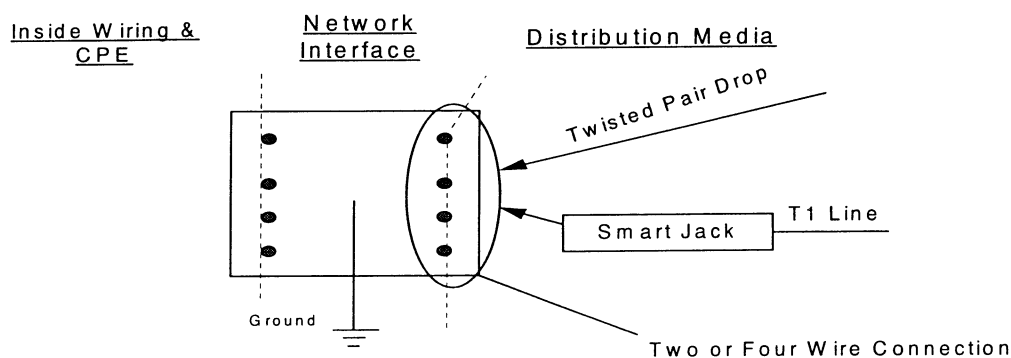 Inside Wiring &
CPE
Network
Interface
Distribution Media
Twisted Pair Drop
T1 Line
Smart Jack
Ground
Two or Four Wire Connection